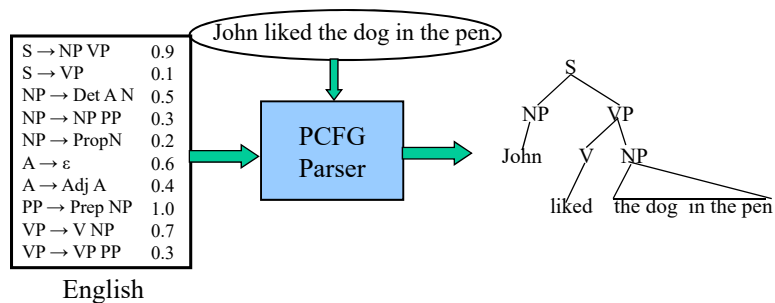 John liked the dog in the pen.
S → NP VP 0.9
S → VP 0.1
NP → Det A N 0.5
NP → NP PP 0.3
NP → PropN 0.2
A → ε 0.6
A → Adj A 0.4
PP → Prep NP 1.0
VP → V NP 0.7
VP → VP PP 0.3
English
PCFG
Parser
S
NP VP
John V NP
liked the dog in the pen